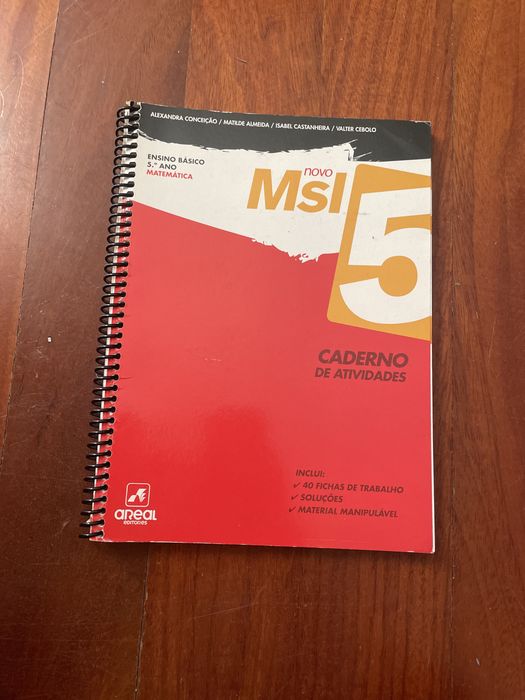 ALEXANDRA CONCEIÇÃO / MATILDE ALMEIDA / ISABEL CASTANHEIRA / VALTER CEBOLO
ENSINO BÁSICO
5.º ANO
MATEMÁTICA
novo
MsI 5
CADERNO
DE ATIVIDADES
INCLUI:
✓ 40 FICHAS DE TRABALHO
✓ SOLUÇÕES
✓ MATERIAL MANIPULÁVEL
areal
editores